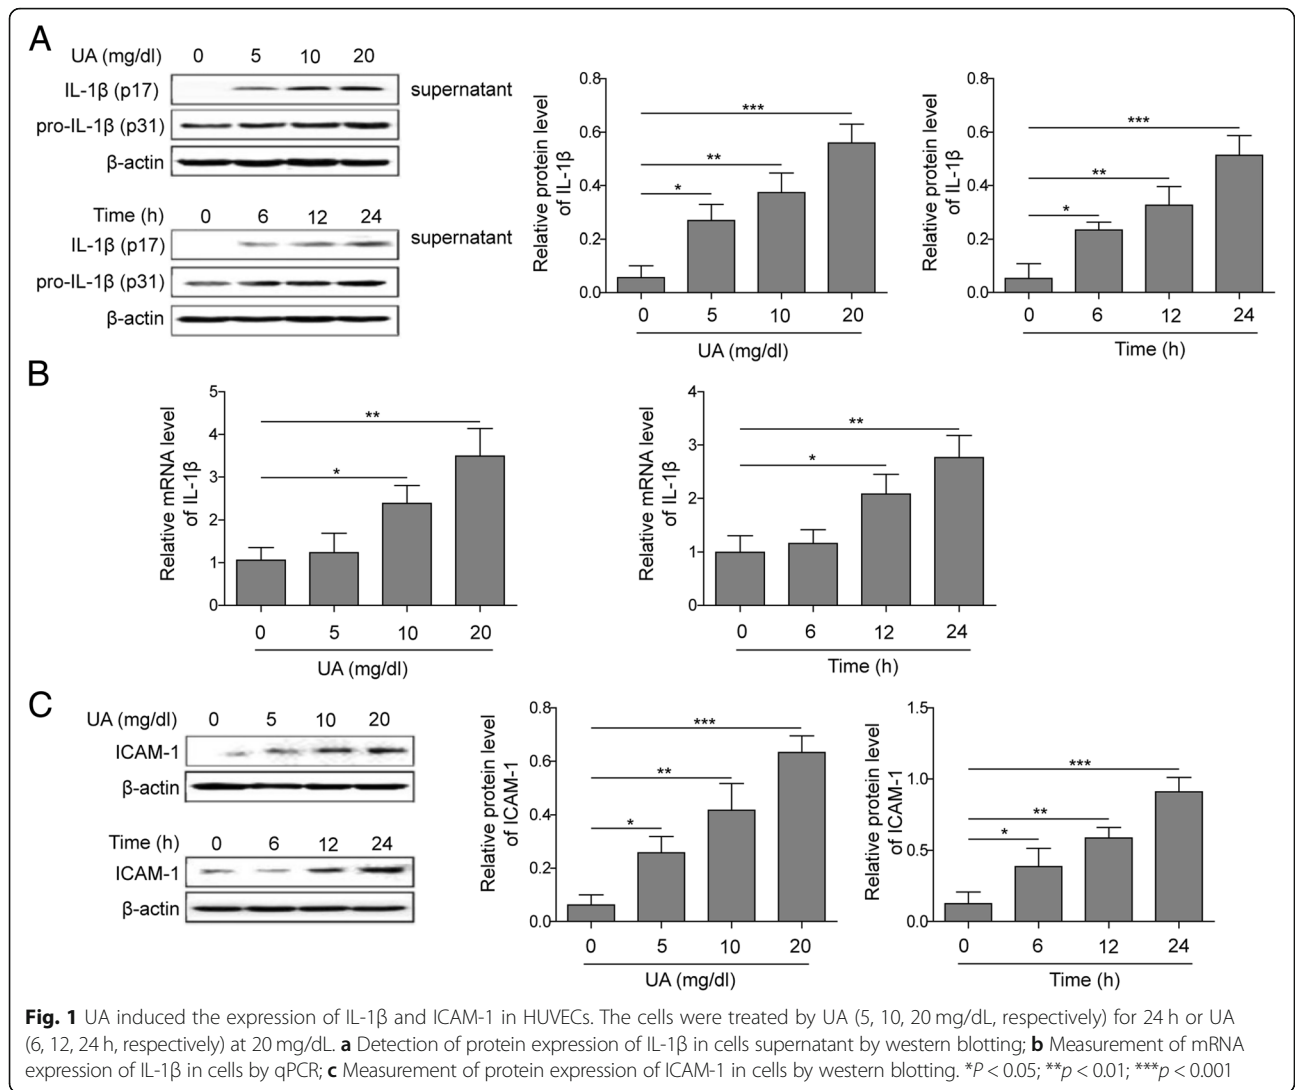 A
UA (mg/dl) 0 5 10 20
IL-1β (p17) supernatant
pro-IL-1β (p31)
β-actin
Time (h) 0 6 12 24
IL-1β (p17) supernatant
pro-IL-1β (p31)
β-actin
Relative protein level
of IL-1β
0.8
0.6
0.4
0.2
0.0
***
**
*
0 5 10 20
UA (mg/dl)
Relative protein level
of IL-1β
0.8
0.6
0.4
0.2
0.0
***
**
*
0 6 12 24
Time (h)
B
Relative mRNA level
of IL-1β
5
4
3
2
1
0
**
*
0 5 10 20
UA (mg/dl)
Relative mRNA level
of IL-1β
4
3
2
1
0
**
*
0 6 12 24
Time (h)
C
UA (mg/dl) 0 5 10 20
ICAM-1
β-actin
Time (h) 0 6 12 24
ICAM-1
β-actin
Relative protein level
of ICAM-1
0.8
0.6
0.4
0.2
0.0
***
**
*
0 5 10 20
UA (mg/dl)
Relative protein level
of ICAM-1
1.5
1.0
0.5
0.0
***
**
*
0 6 12 24
Time (h)
Fig. 1 UA induced the expression of IL-1β and ICAM-1 in HUVECs. The cells were treated by UA (5, 10, 20 mg/dL, respectively) for 24 h or UA
(6, 12, 24 h, respectively) at 20 mg/dL. a Detection of protein expression of IL-1β in cells supernatant by western blotting; b Measurement of mRNA
expression of IL-1β in cells by qPCR; c Measurement of protein expression of ICAM-1 in cells by western blotting. *P < 0.05; **p < 0.01; ***p < 0.001